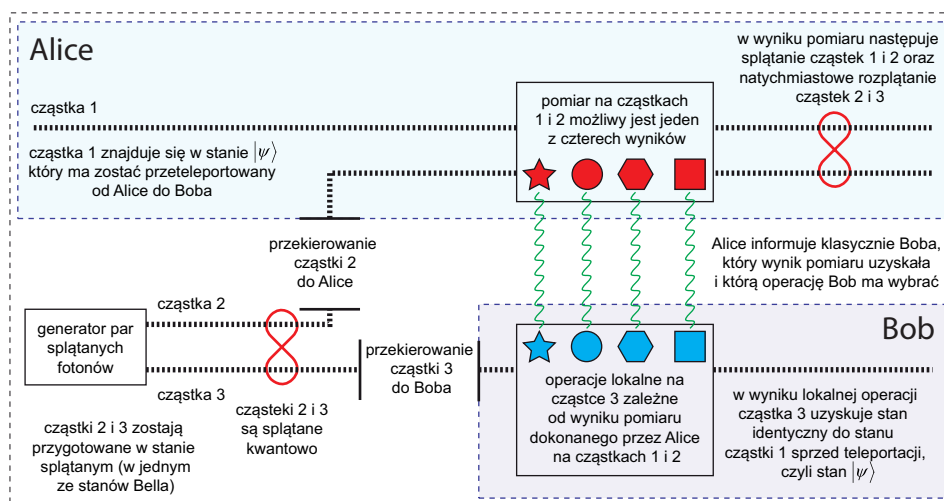 Alice
cząstka 1
cząstka 1 znajduje się w stanie |ψ⟩
który ma zostać przeteleportowany
od Alice do Boba
pomiar na cząstkach
1 i 2 możliwy jest jeden
z czterech wyników
w wyniku pomiaru następuje
splątanie cząstek 1 i 2 oraz
natychmiastowe rozplątanie
cząstek 2 i 3
przekierowanie
cząstki 2
do Alice
Alice informuje klasycznie Boba,
który wynik pomiaru uzyskała
i którą operację Bob ma wybrać
generator par
splątanych
fotonów
cząstka 2
cząstka 3
cząstki 2 i 3 zostają
przygotowane w stanie
splątanym (w jednym
ze stanów Bella)
cząsteki 2 i 3
są splątane
kwantowo
przekierowanie
cząstki 3
do Boba
Bob
operacje lokalne na
cząstce 3 zależne
od wyniku pomiaru
dokonanego przez Alice
na cząstkach 1 i 2
w wyniku lokalnej operacji
cząstka 3 uzyskuje stan
identyczny do stanu
cząstki 1 sprzed teleportacji,
czyli stan |ψ⟩